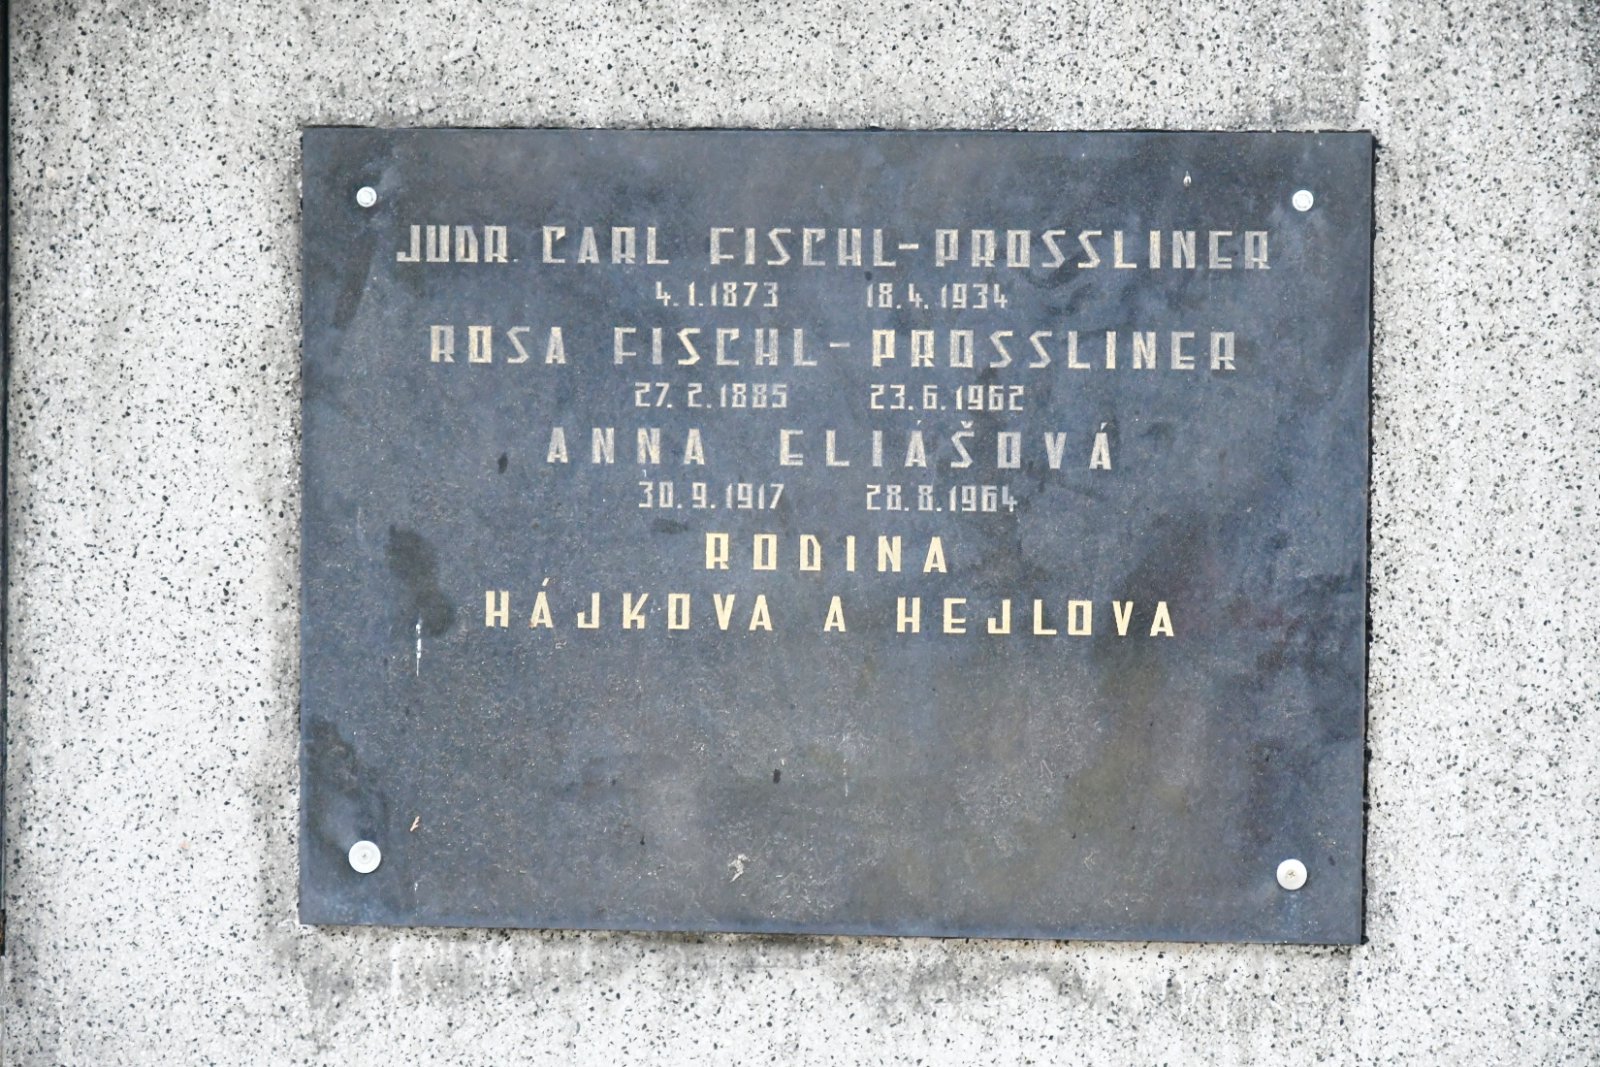 JUDR. CARL FISCHL-PROSSLINER
4.1.1873 18.4.1934
ROSA FISCHL-PROSSLINER
27.2.1885 23.6.1962
ANNA ELIÁŠOVÁ
30.9.1917 28.8.1964
RODINA
HÁJKOVA A HEJLOVA